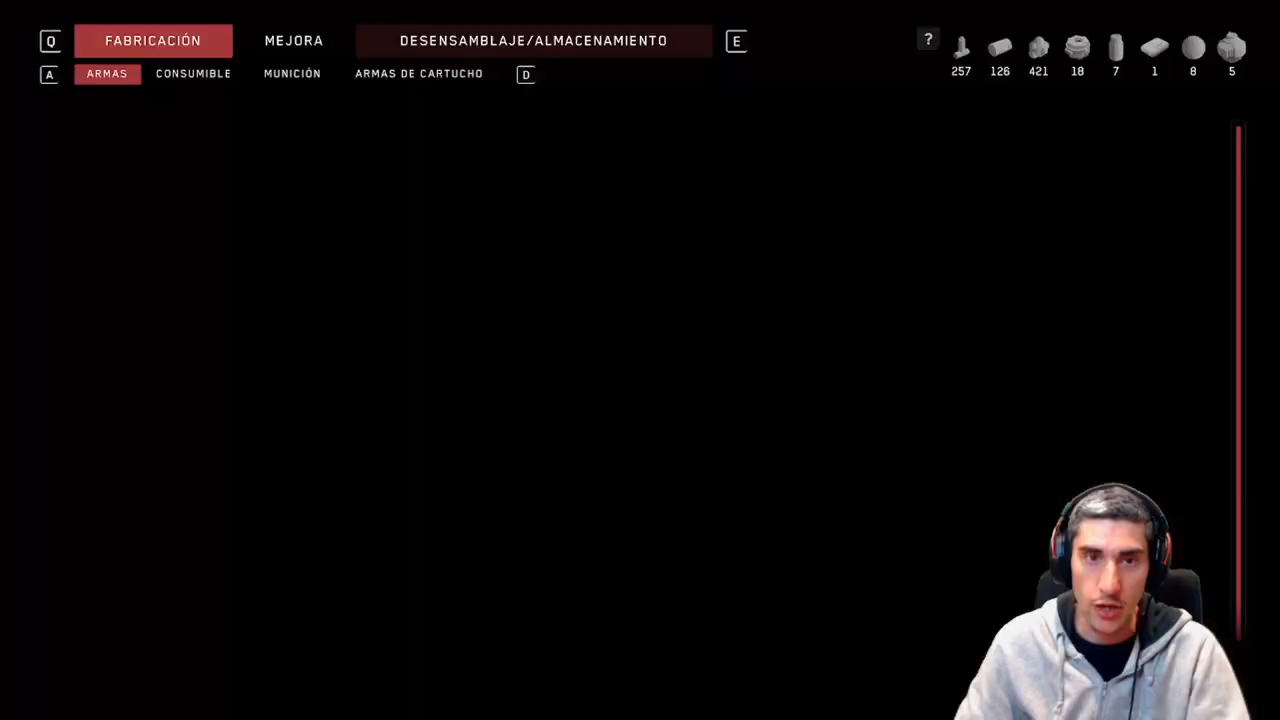 Q FABRICACIÓN MEJORA DESENSAMBLAJE/ALMACENAMIENTO E ?
A ARMAS CONSUMIBLE MUNICIÓN ARMAS DE CARTUCHO D
257 126 421 18 7 1 8 5